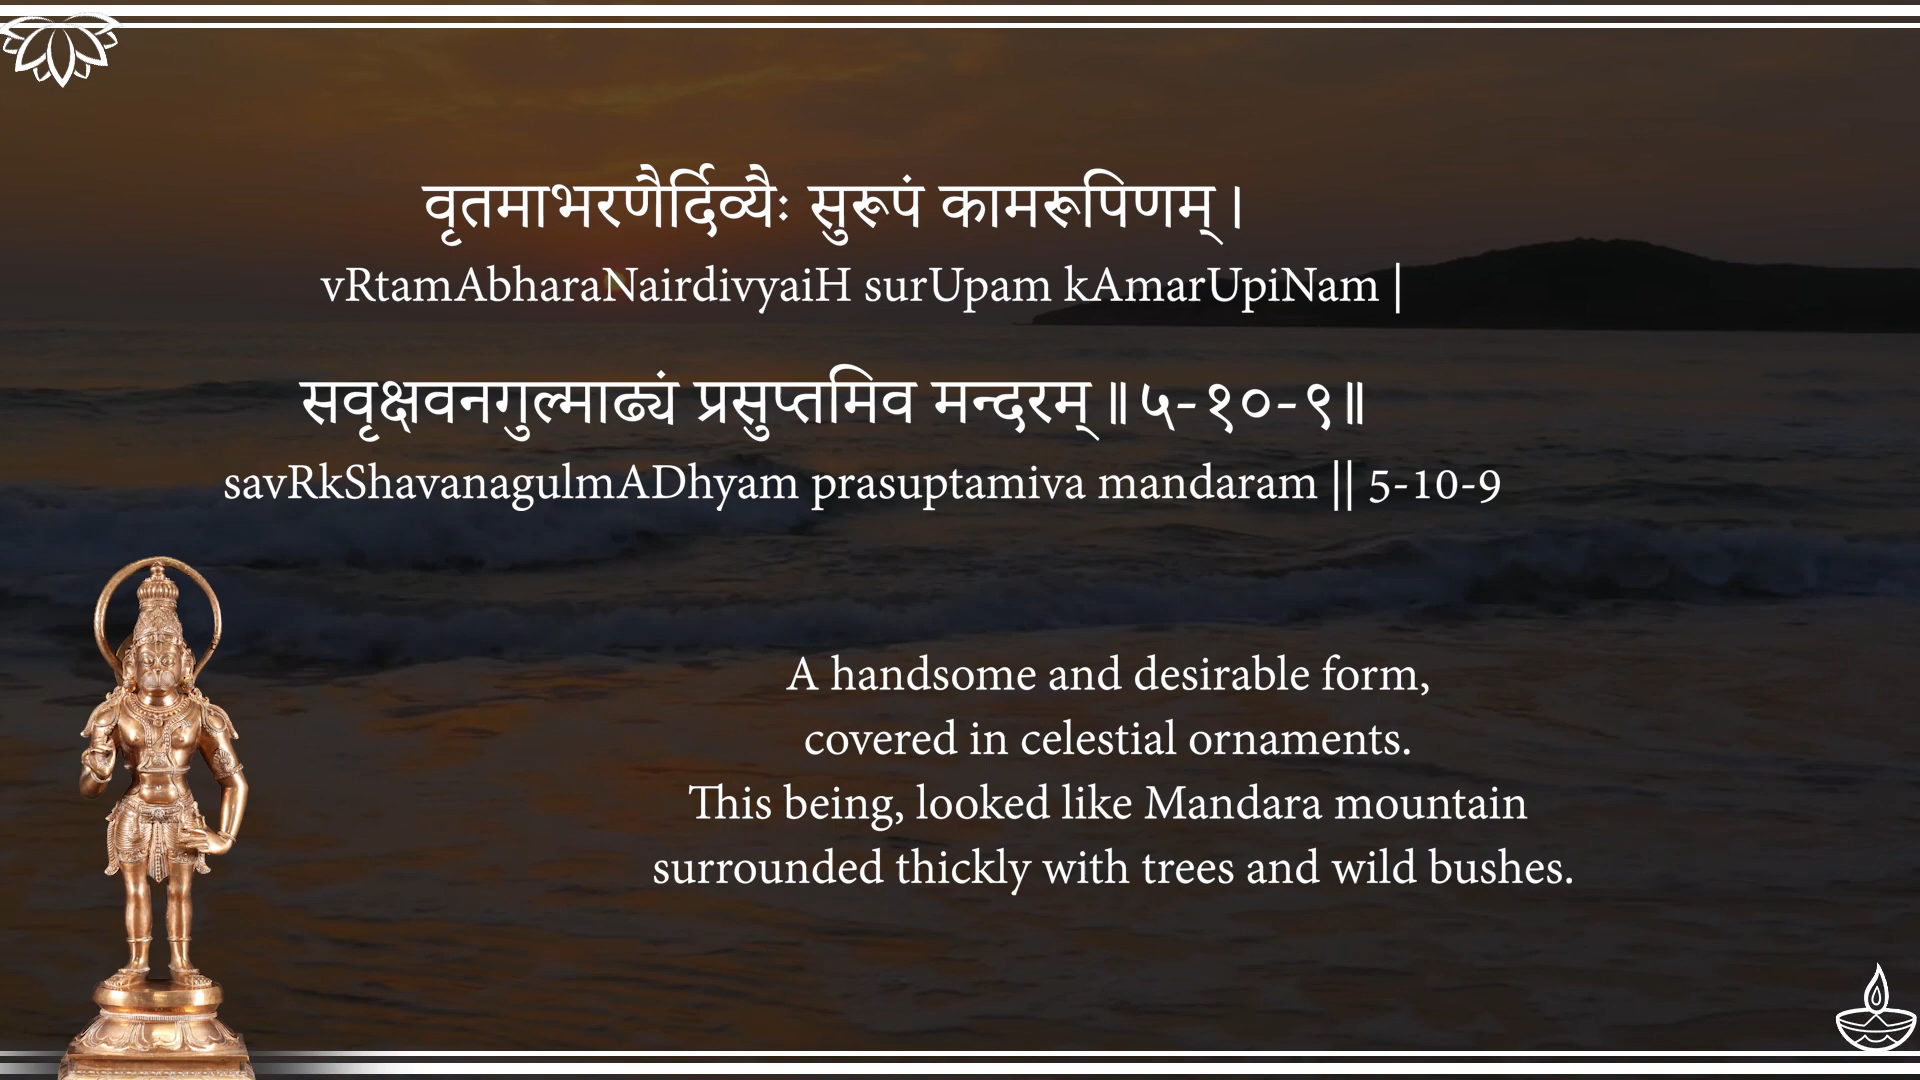 वृतमाभरणैर्दिव्यैः सुरूपं कामरूपिणम् ।
vRtamAbharaNairdivyaiH surUpam kAmarUpiNam |
सवृक्षवनगुल्माढ्यं प्रसुप्तमिव मन्दरम् ॥ ५-१०-९॥
savRkShavanagulmADhyam prasuptamiva mandaram || 5-10-9
A handsome and desirable form,
covered in celestial ornaments.
This being, looked like Mandara mountain
surrounded thickly with trees and wild bushes.